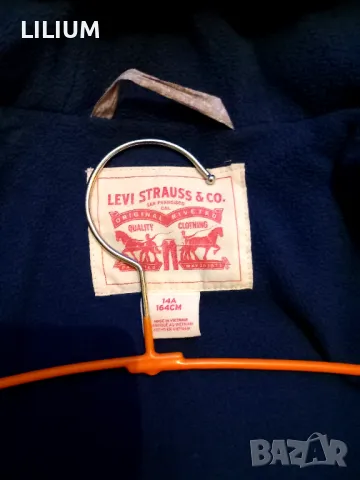 LILIUM
LEVI STRAUSS & CO.
SAN FRANCISCO
CAL.
ORIGINAL RIVETED
QUALITY CLOTHING
14A
164CM
MADE IN VIETNAM
BAZAR